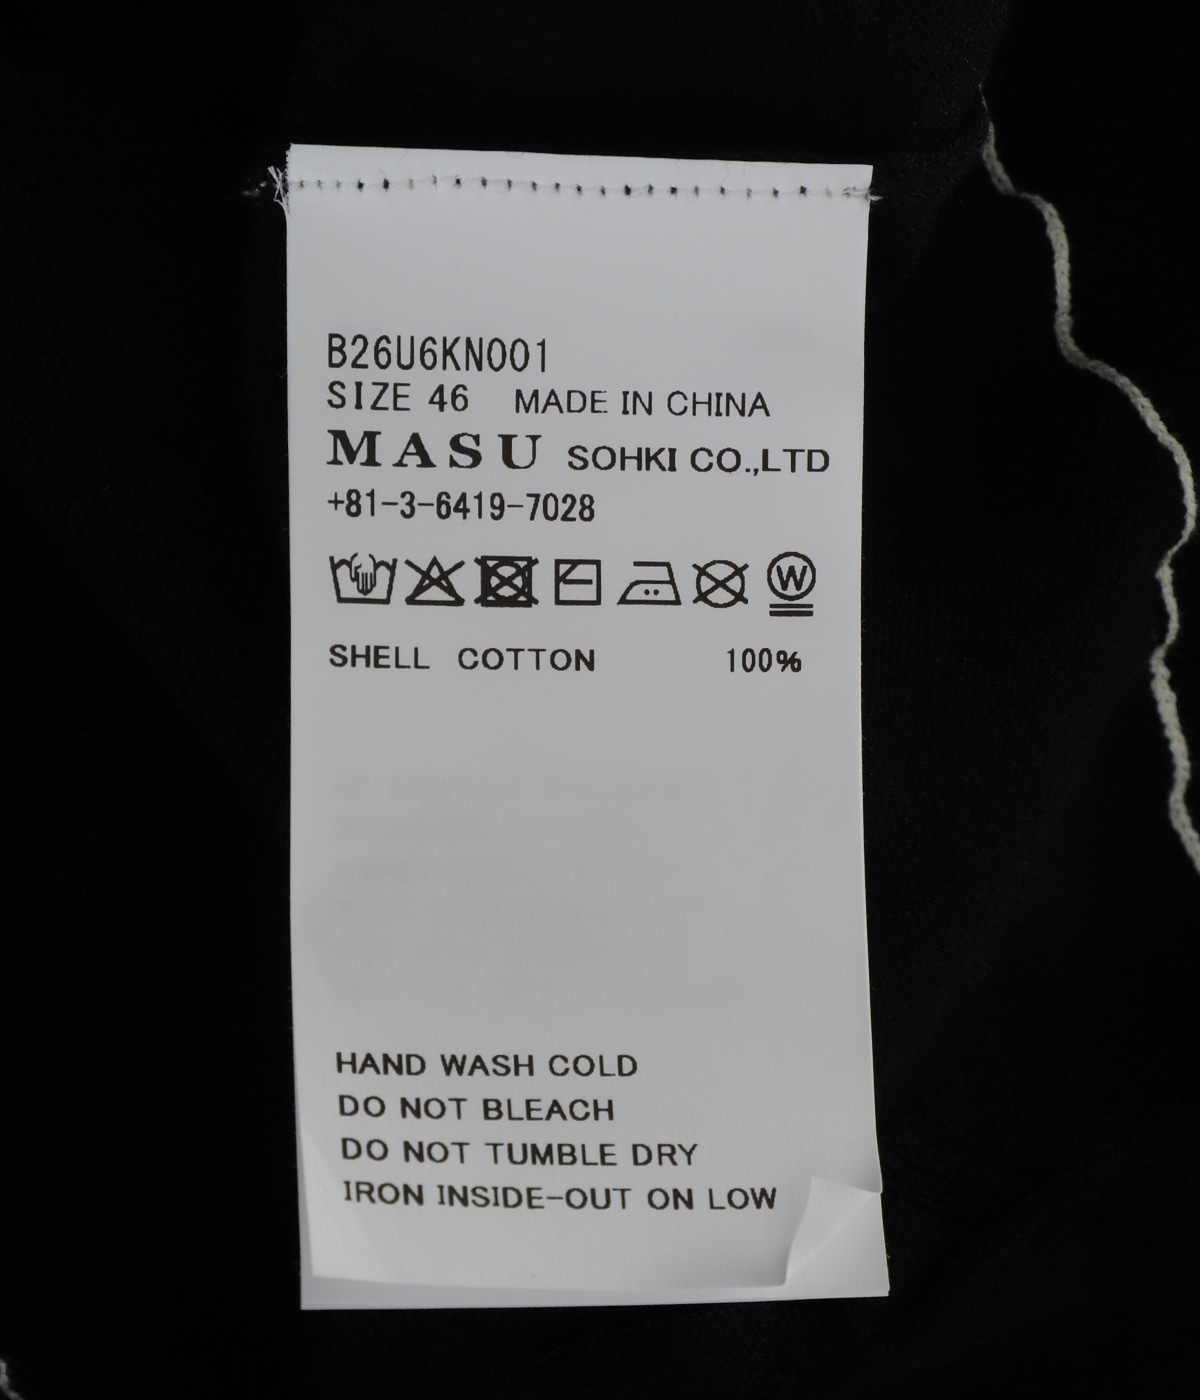 B26U6KN001
SIZE 46 MADE IN CHINA
MASU SOHKI CO.,LTD
+81-3-6419-7028
W
SHELL COTTON 100%
HAND WASH COLD
DO NOT BLEACH
DO NOT TUMBLE DRY
IRON INSIDE-OUT ON LOW